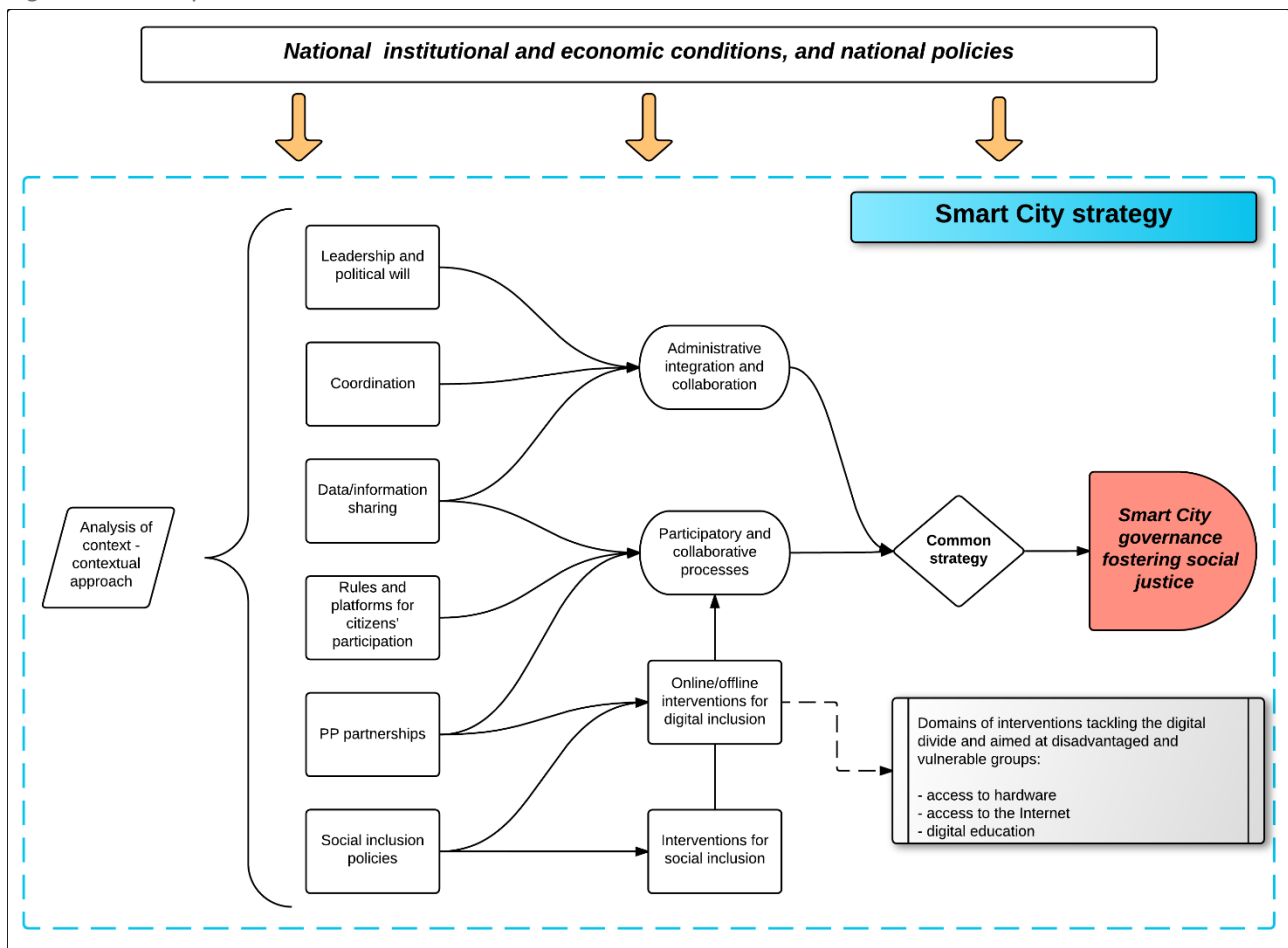 National institutional and economic conditions, and national policies
Smart City strategy
Analysis of
context -
contextual
approach
Leadership and
political will
Coordination
Data/information
sharing
Rules and
platforms for
citizens'
participation
PP partnerships
Social inclusion
policies
Administrative
integration and
collaboration
Participatory and
collaborative
processes
Online/offline
interventions for
digital inclusion
Interventions for
social inclusion
Common
strategy
Smart City
governance
fostering social
justice
Domains of interventions tackling the digital
divide and aimed at disadvantaged and
vulnerable groups:
- access to hardware
- access to the Internet
- digital education